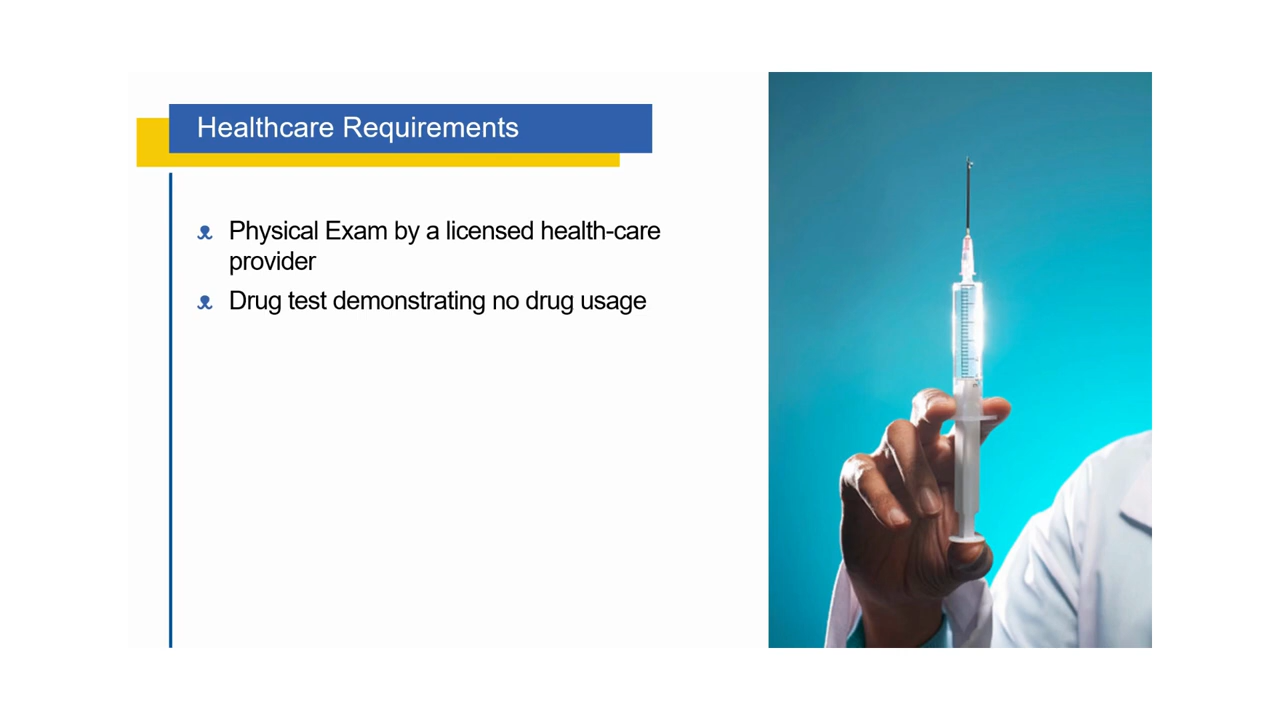 Healthcare Requirements
Physical Exam by a licensed health-care
provider
Drug test demonstrating no drug usage